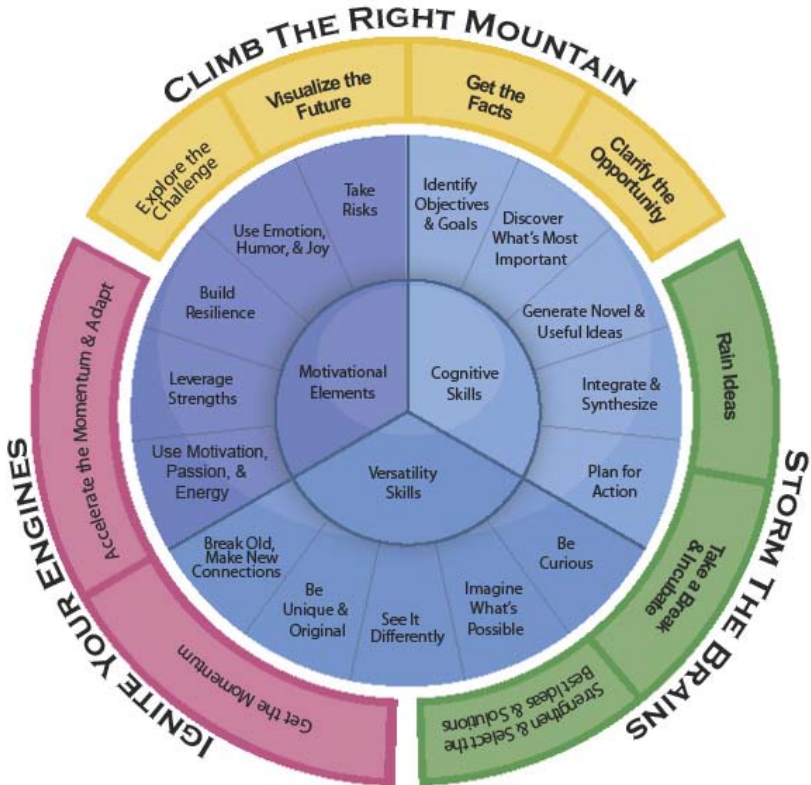 CLIMB THE RIGHT MOUNTAIN
Explore the
Challenge
Visualize the
Future
Get the
Facts
Clarify the
Opportunity
STORM THE BRAINS
Rain Ideas
Take a Break
& Incubate
Strengthen & Select the
Best Ideas & Solutions
IGNITE YOUR ENGINES
Get the Momentum
Accelerate the Momentum & Adapt
Motivational
Elements
Take
Risks
Use Emotion,
Humor, & Joy
Build
Resilience
Leverage
Strengths
Use Motivation,
Passion, &
Energy
Cognitive
Skills
Identify
Objectives
& Goals
Discover
What's Most
Important
Generate Novel &
Useful Ideas
Integrate &
Synthesize
Plan for
Action
Versatility
Skills
Be
Curious
Imagine
What's
Possible
See It
Differently
Be
Unique &
Original
Break Old,
Make New
Connections